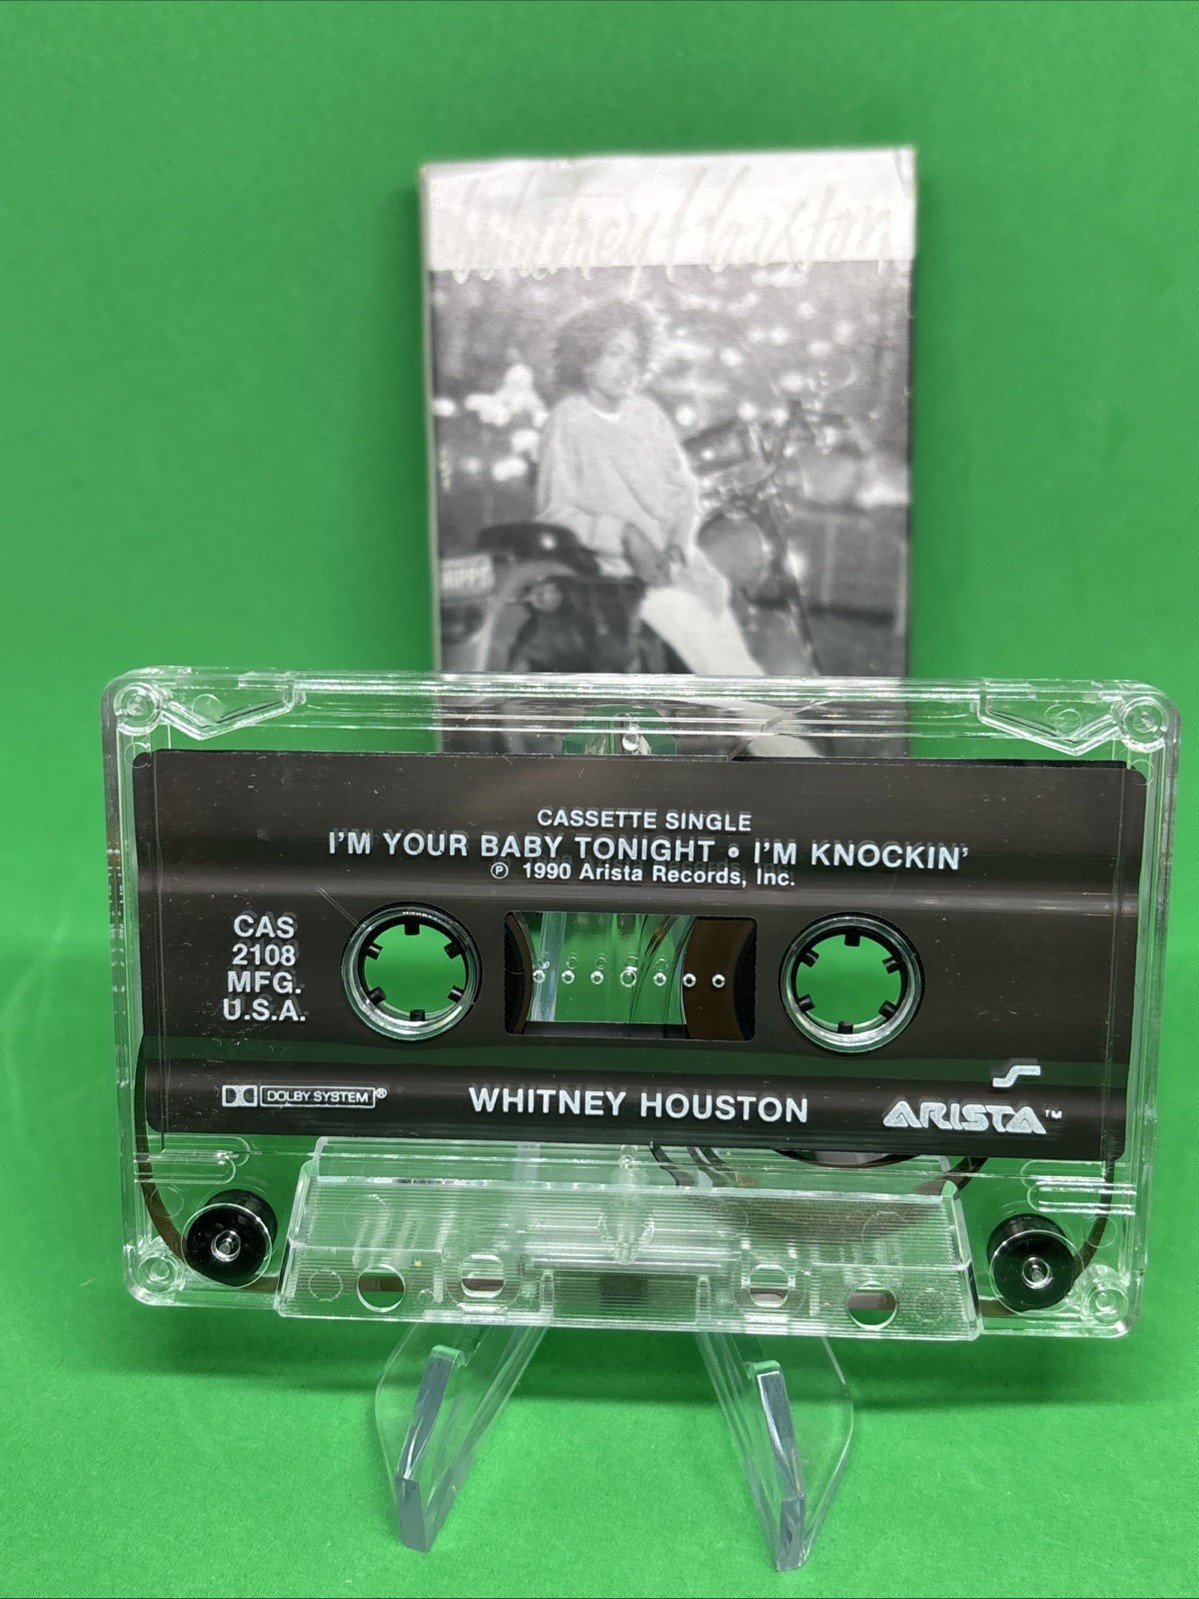 Whitney Houston
CASSETTE SINGLE
I'M YOUR BABY TONIGHT • I'M KNOCKIN'
℗ 1990 Arista Records, Inc.
CAS
2108
MFG.
U.S.A.
DOLBY SYSTEM®
WHITNEY HOUSTON
ARISTA™